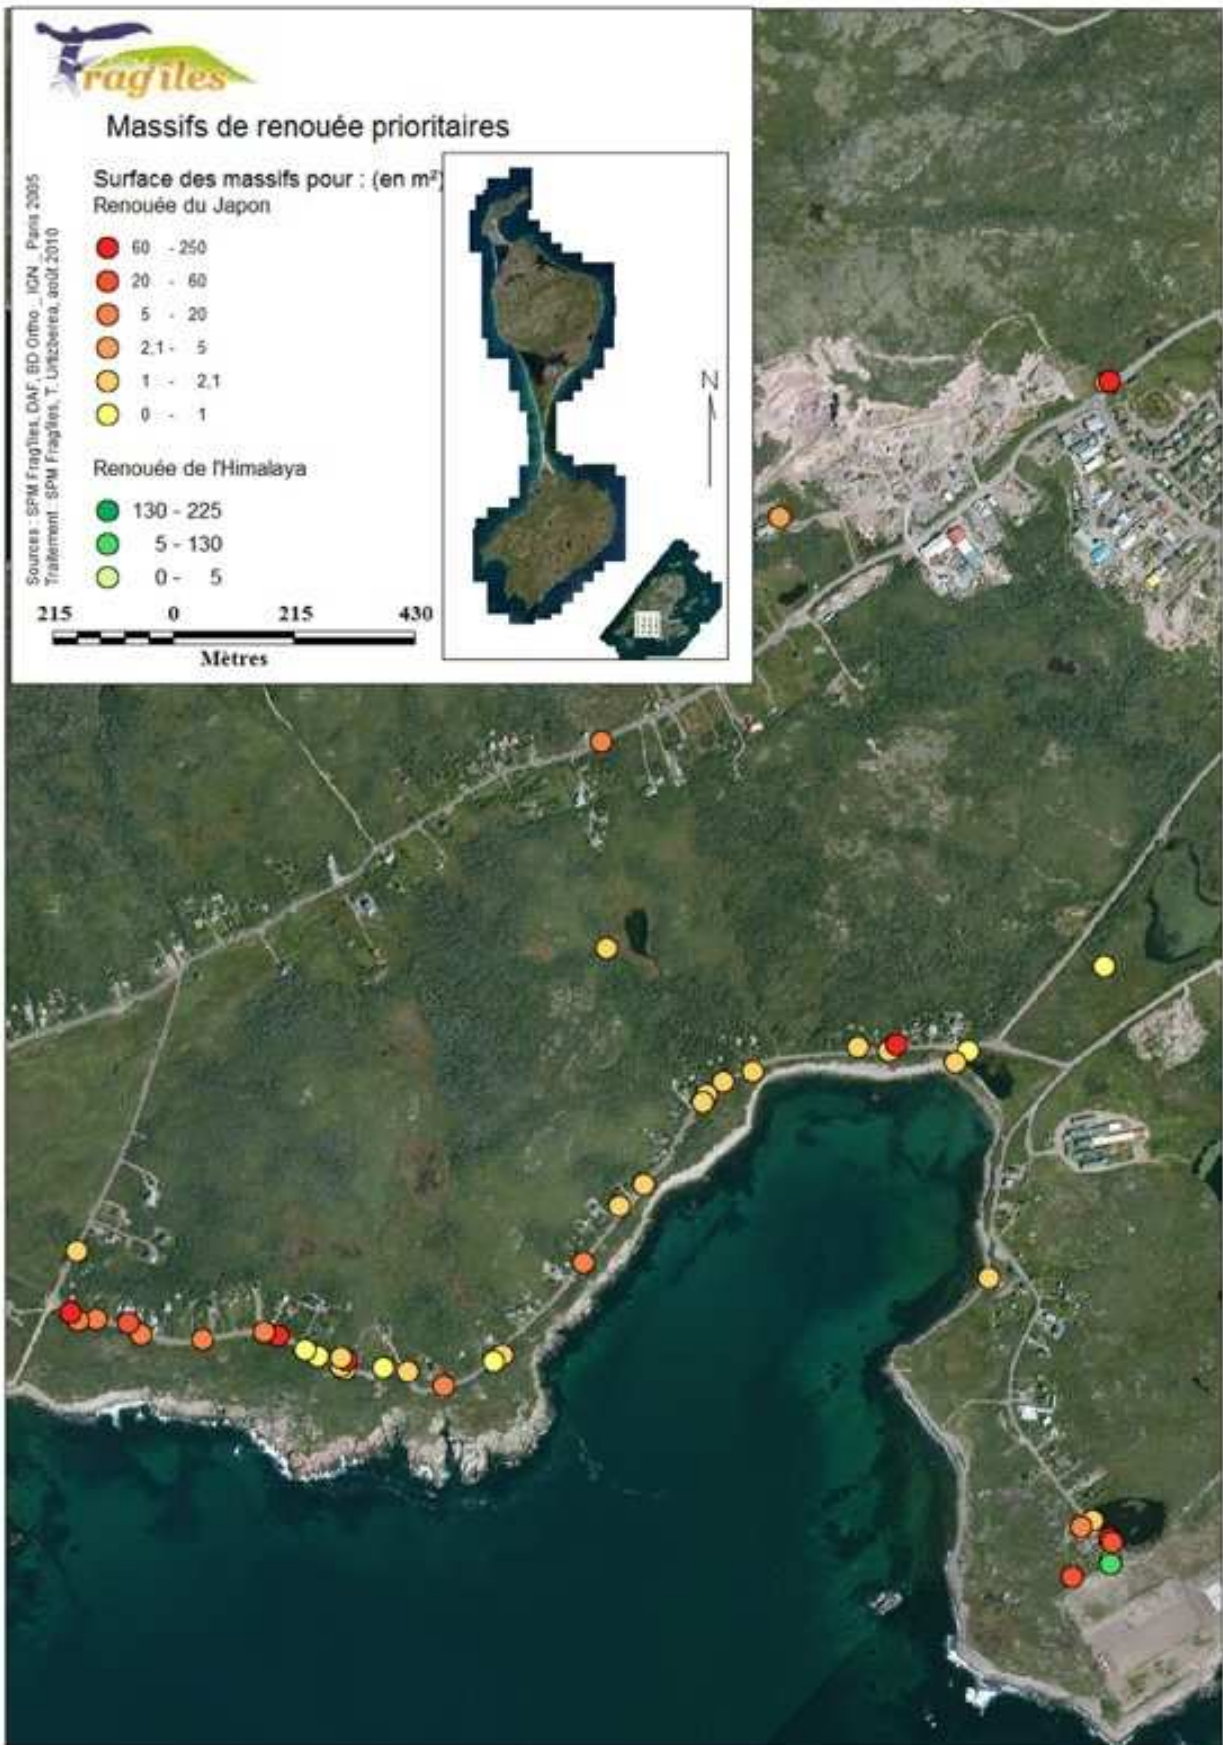 Frag'îles
Massifs de renouée prioritaires
Surface des massifs pour : (en m²)
Renouée du Japon
60 - 250
20 - 60
5 - 20
2,1 - 5
1 - 2,1
0 - 1
Renouée de l'Himalaya
130 - 225
5 - 130
0 - 5
215 0 215 430
Mètres
N
Sources : SPM Frag'îles, DAF, BD Ortho _ IGN _ Paris 2005
Traitement : SPM Frag'îles, T. Urtizberea, août 2010